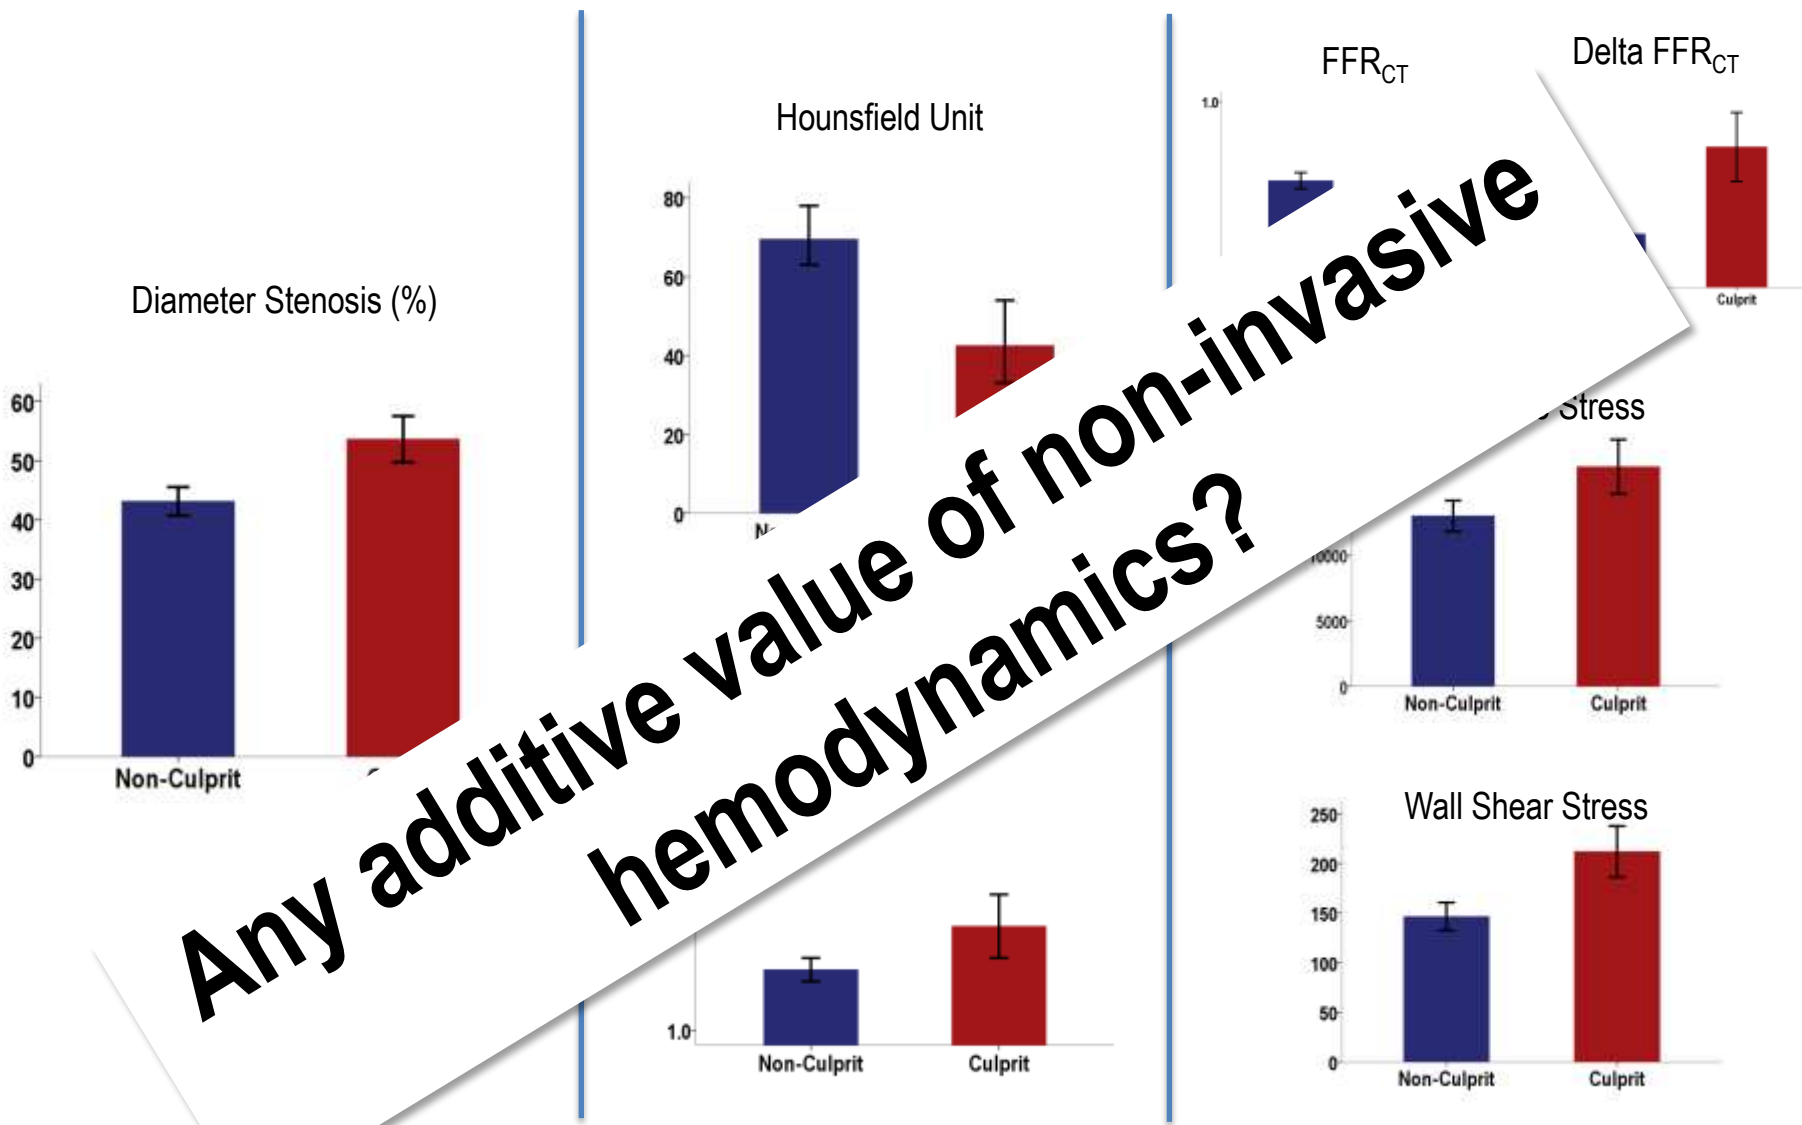 Diameter Stenosis (%)
60
50
40
30
20
10
0
Non-Culprit
Hounsfield Unit
80
60
40
20
0
1.0
Non-Culprit
Culprit
FFRCT
1.0
Delta FFRCT
Culprit
Stress
10000
5000
0
Non-Culprit
Culprit
Wall Shear Stress
250
200
150
100
50
0
Non-Culprit
Culprit
Any additive value of non-invasive
hemodynamics?